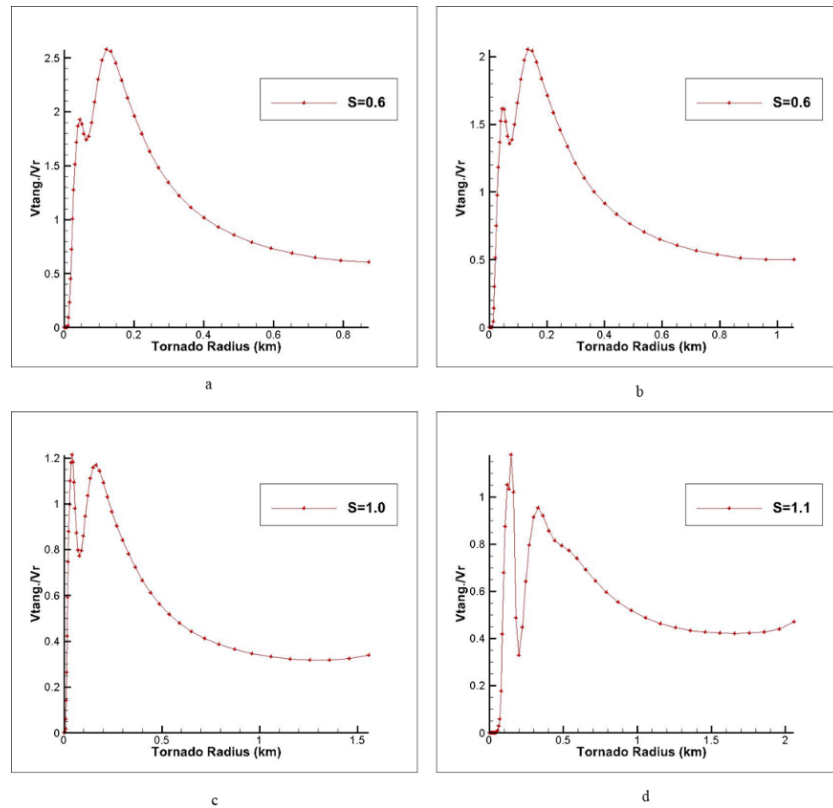 Vtang./Vr
2.5
2
1.5
1
0.5
0
S=0.6
0 0.2 0.4 0.6 0.8
Tornado Radius (km)
a
Vtang./Vr
2
1.5
1
0.5
0
S=0.6
0 0.2 0.4 0.6 0.8 1
Tornado Radius (km)
b
Vtang./Vr
1.2
1
0.8
0.6
0.4
0.2
0
S=1.0
0 0.5 1 1.5
Tornado Radius (km)
c
Vtang./Vr
1
0.8
0.6
0.4
0.2
0
S=1.1
0 0.5 1 1.5 2
Tornado Radius (km)
d